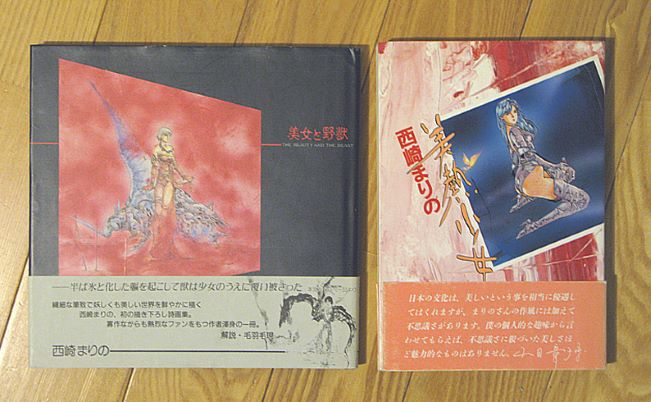 美女と野獣
THE BEAUTY AND THE BEAST
――半ば氷と化した躯を起こして獣は少女のうえに覆い被さった
繊細な筆致で妖しくも美しい世界を鮮やかに描く
西崎まりの、初の描き下ろし詩画集。
寡作ながらも熱烈なファンをもつ作者渾身の一冊。
解説・毛羽毛現
西崎まりの
西崎まりの
美獣少女
日本の文化は、美しいという事を相当に優遇し
てはくれますが、まりのさんの作風には加えて
不思議さがあります。僕の個人的な趣味から言
わせてもらえば、不思議さに裏づいた美しさほ
ど魅力的なものはありません。